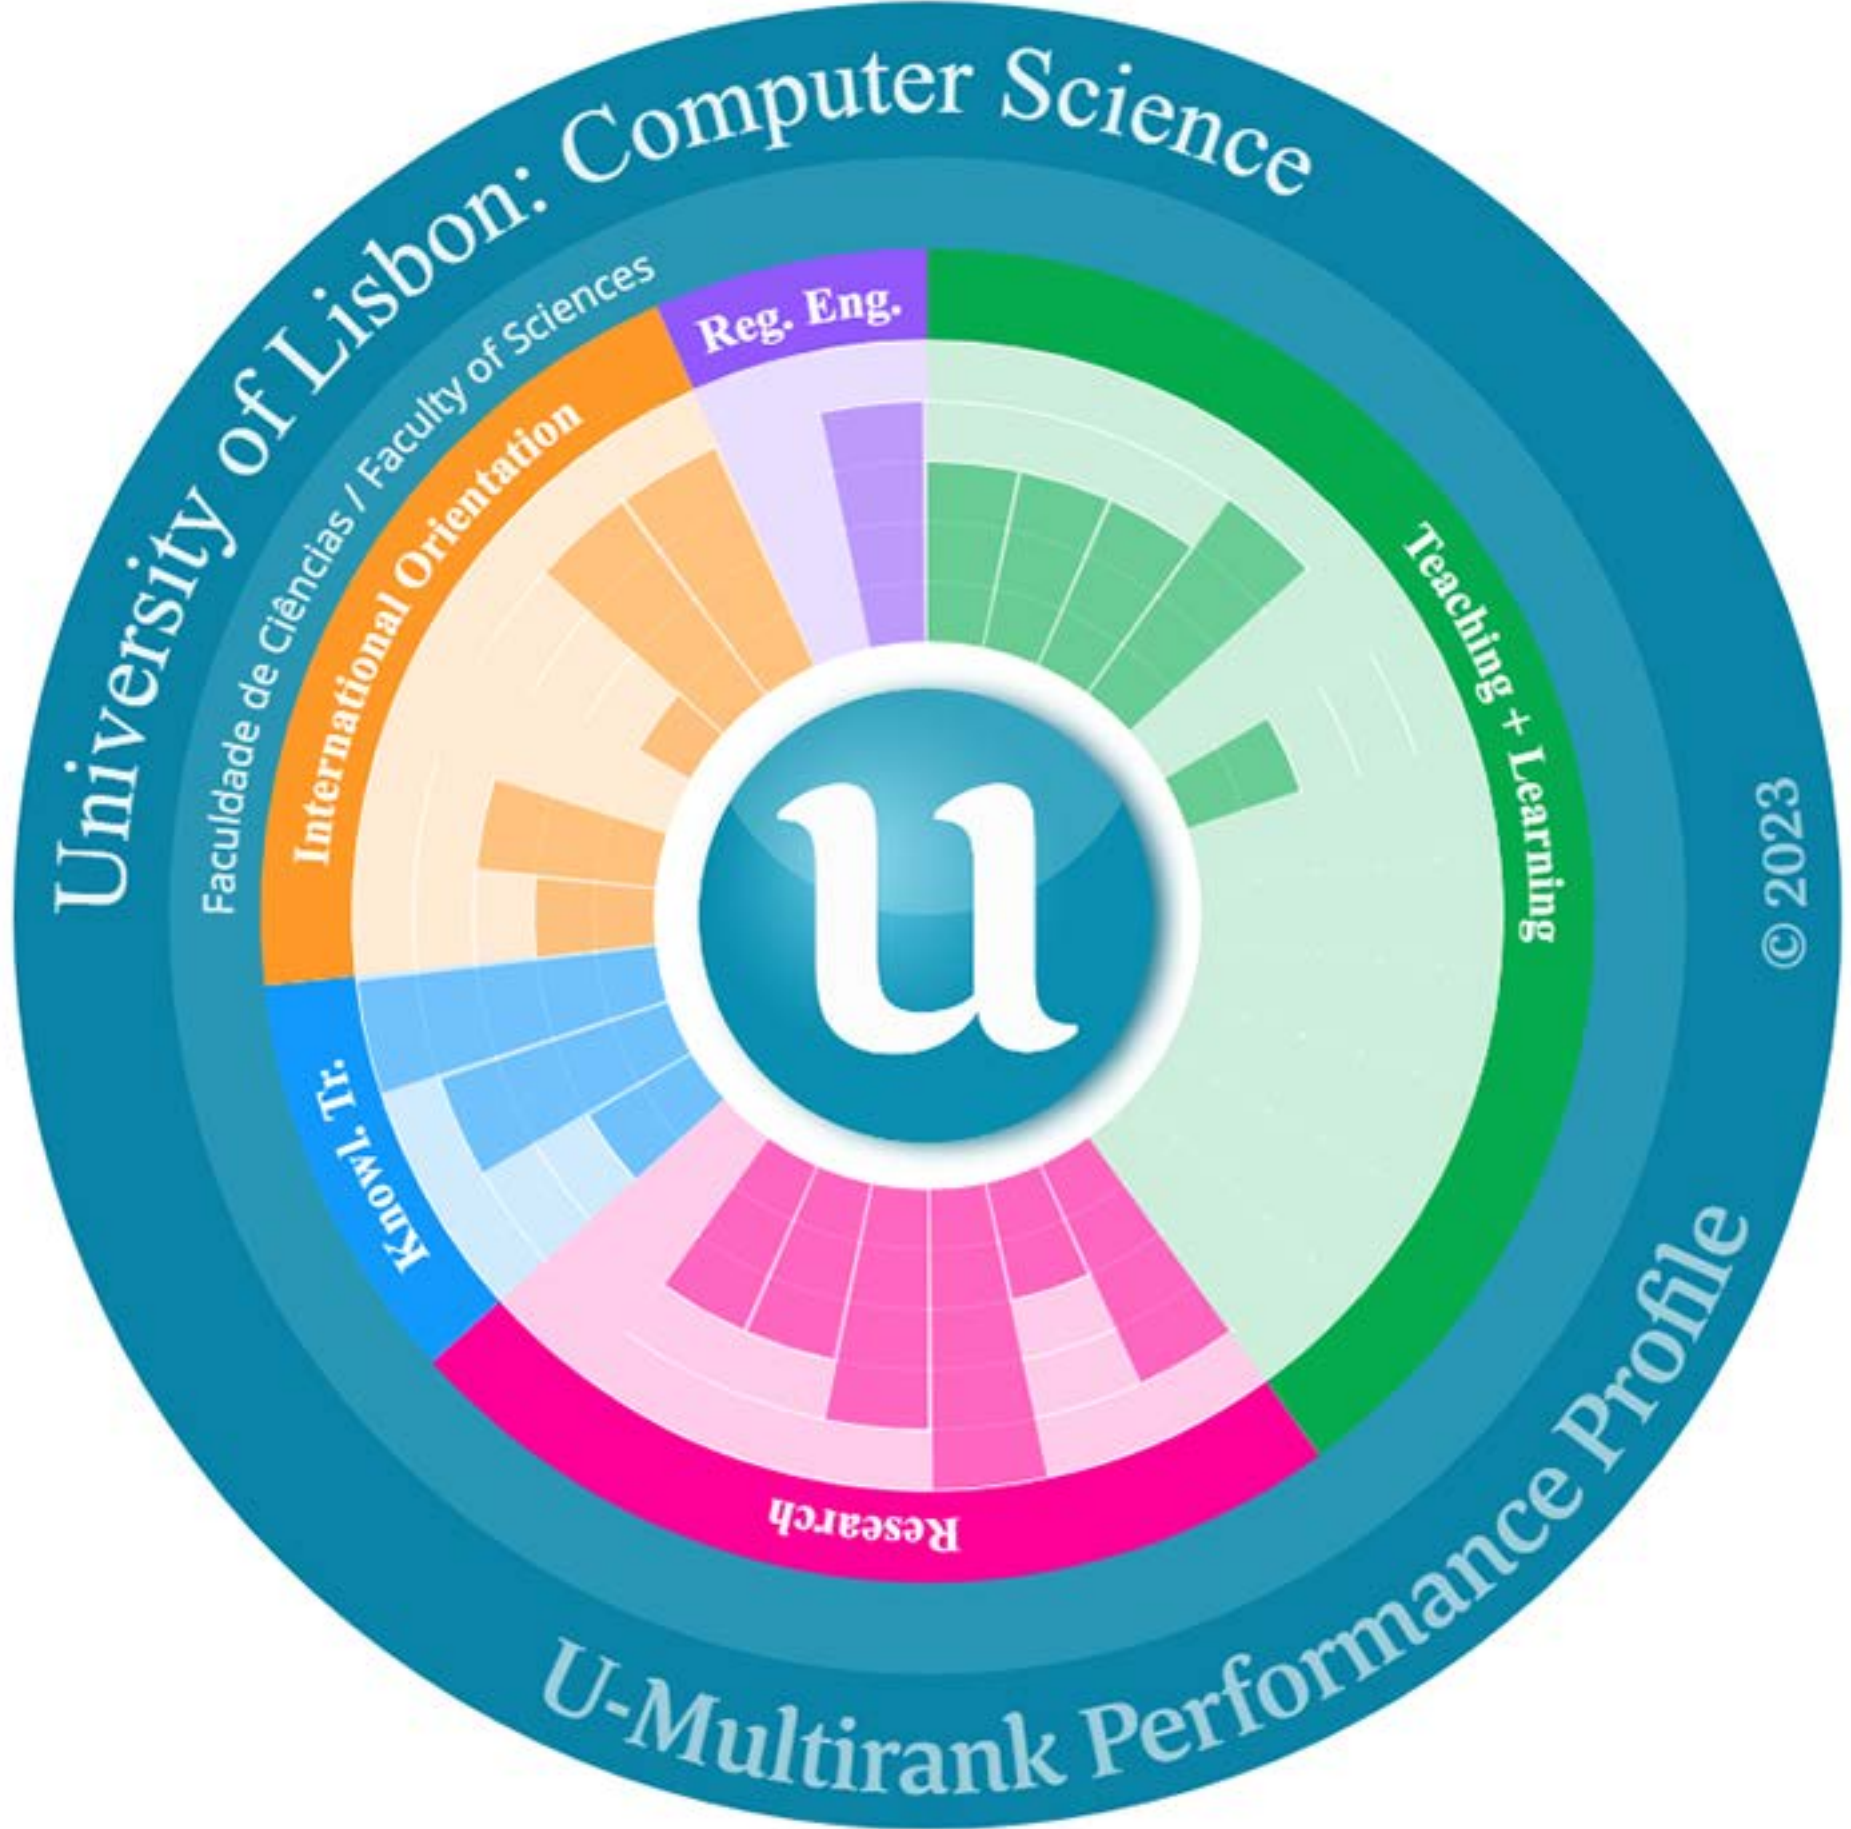 University of Lisbon: Computer Science
Faculdade de Ciências / Faculty of Sciences
Reg. Eng.
Teaching + Learning
International Orientation
Knowl. Tr.
Research
u
© 2023
U-Multirank Performance Profile